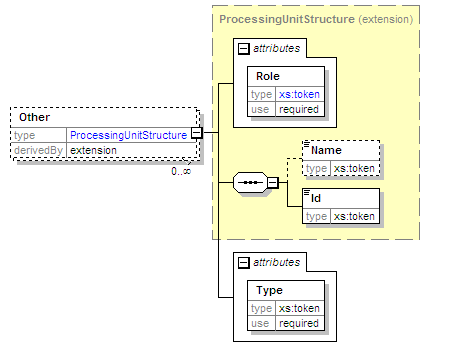 ProcessingUnitStructure (extension)
attributes
Role
type xs:token
use required
Other
type ProcessingUnitStructure
derivedBy extension
0..∞
Name
type xs:token
Id
type xs:token
attributes
Type
type xs:token
use required